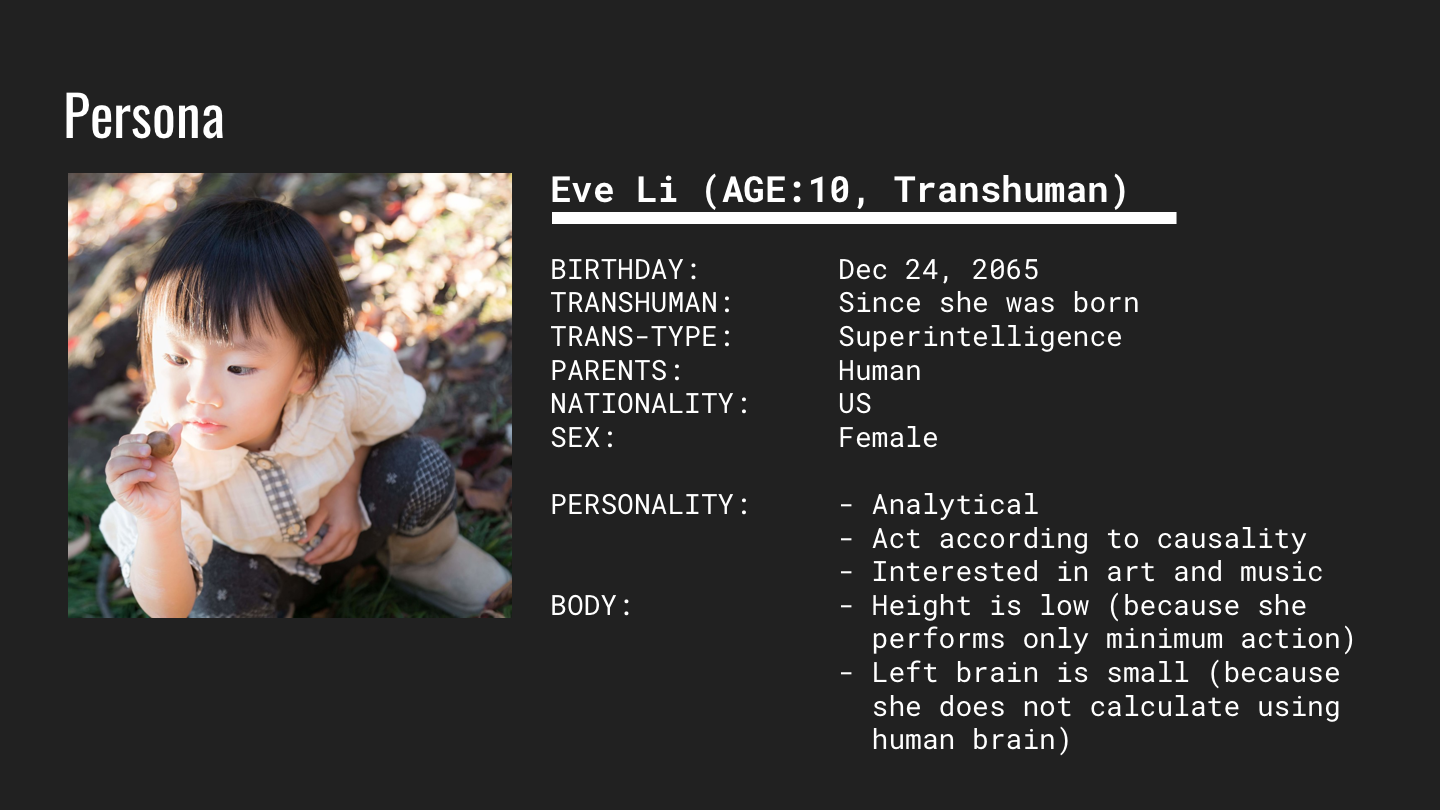 Persona
Eve Li (AGE:10, Transhuman)
BIRTHDAY: Dec 24, 2065
TRANSHUMAN: Since she was born
TRANS-TYPE: Superintelligence
PARENTS: Human
NATIONALITY: US
SEX: Female
PERSONALITY: - Analytical
- Act according to causality
- Interested in art and music
BODY: - Height is low (because she
performs only minimum action)
- Left brain is small (because
she does not calculate using
human brain)